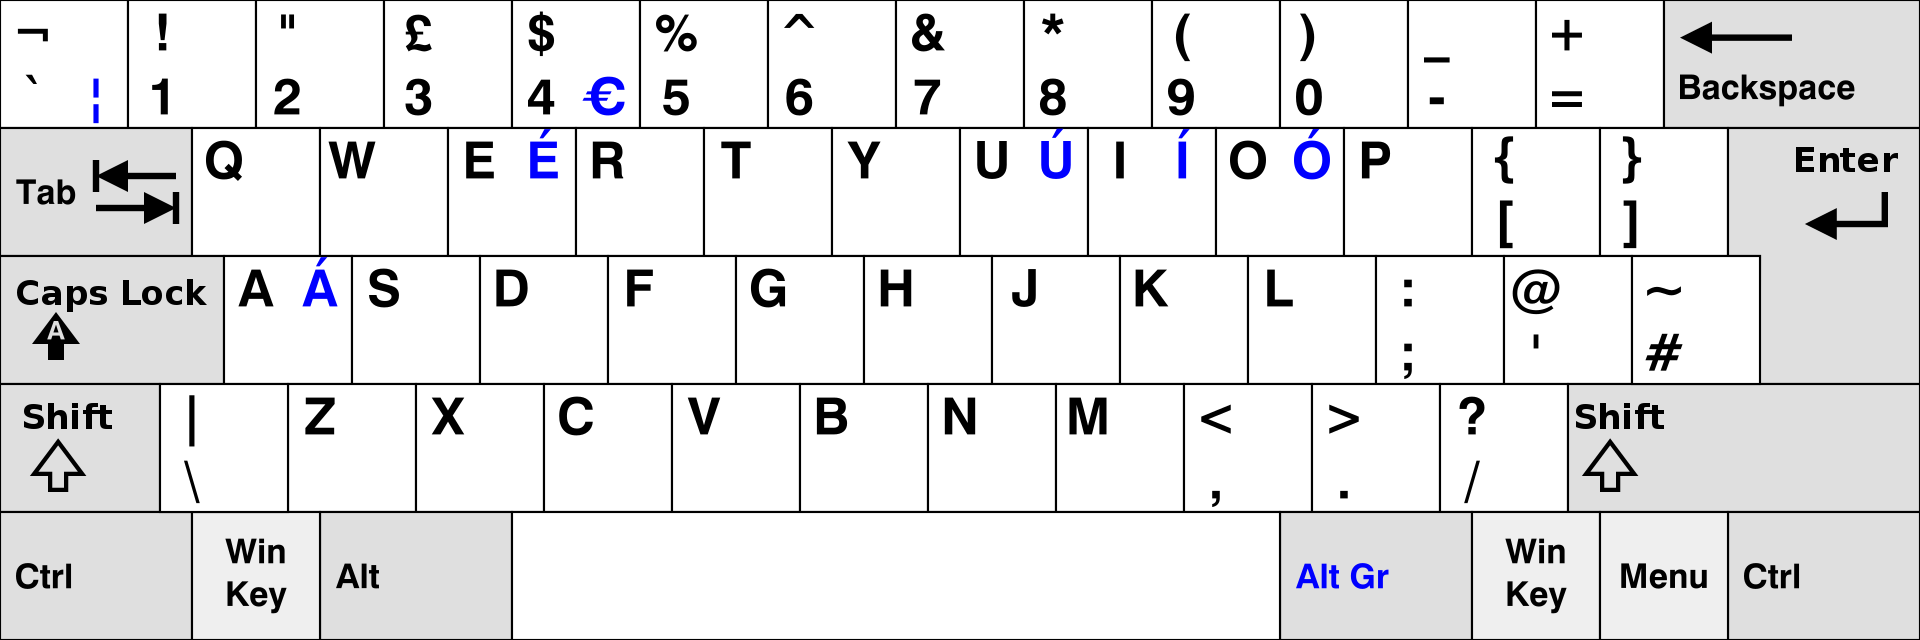 ¬ ! " £ $ % ^ & * ( ) _ +
` ¦ 1 2 3 4 € 5 6 7 8 9 0 - = Backspace
Tab Q W E É R T Y U Ú I Í O Ó P { } Enter
[ ]
Caps Lock A Á S D F G H J K L : @ ~
A ; ' #
Shift | Z X C V B N M < > ? Shift
\ , . /
Ctrl Win Key Alt Alt Gr Win Key Menu Ctrl